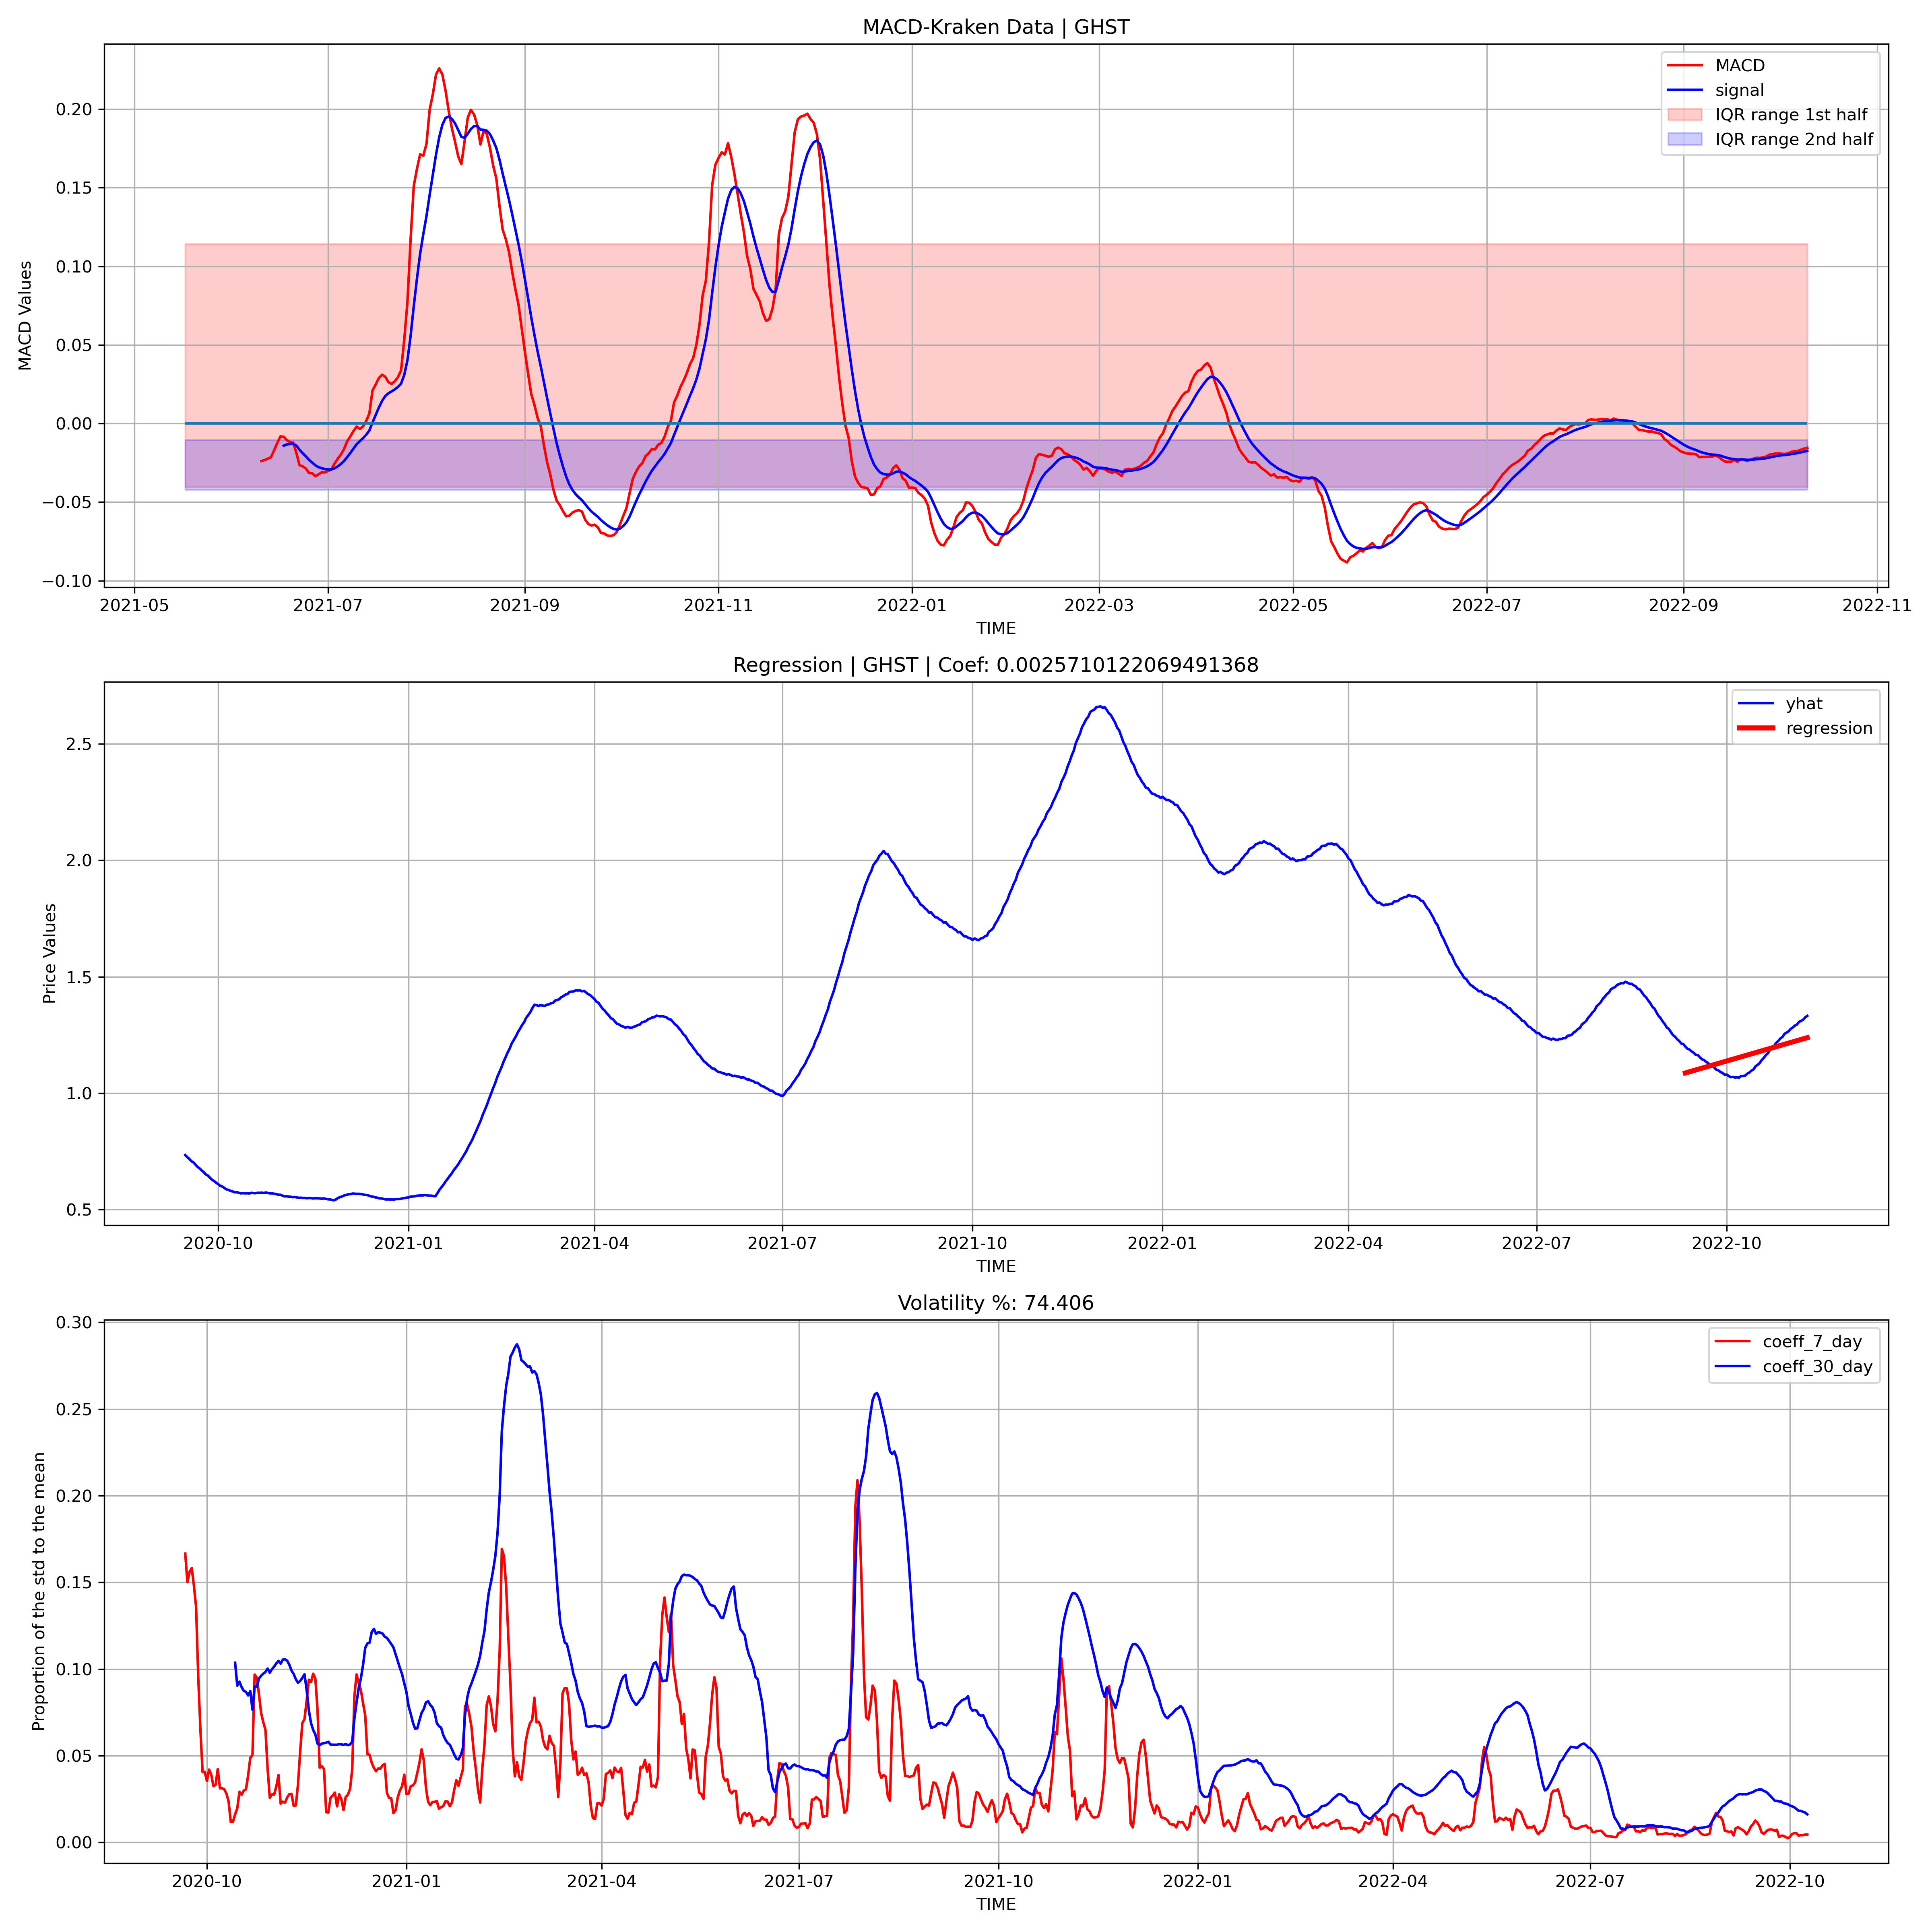 MACD-Kraken Data | GHST
MACD Values
0.20
0.15
0.10
0.05
0.00
−0.05
−0.10
MACD
signal
IQR range 1st half
IQR range 2nd half
2021-05 2021-07 2021-09 2021-11 2022-01 2022-03 2022-05 2022-07 2022-09 2022-11
TIME
Regression | GHST | Coef: 0.0025710122069491368
Price Values
2.5
2.0
1.5
1.0
0.5
yhat
regression
2020-10 2021-01 2021-04 2021-07 2021-10 2022-01 2022-04 2022-07 2022-10
TIME
Volatility %: 74.406
Proportion of the std to the mean
0.30
0.25
0.20
0.15
0.10
0.05
0.00
coeff_7_day
coeff_30_day
2020-10 2021-01 2021-04 2021-07 2021-10 2022-01 2022-04 2022-07 2022-10
TIME